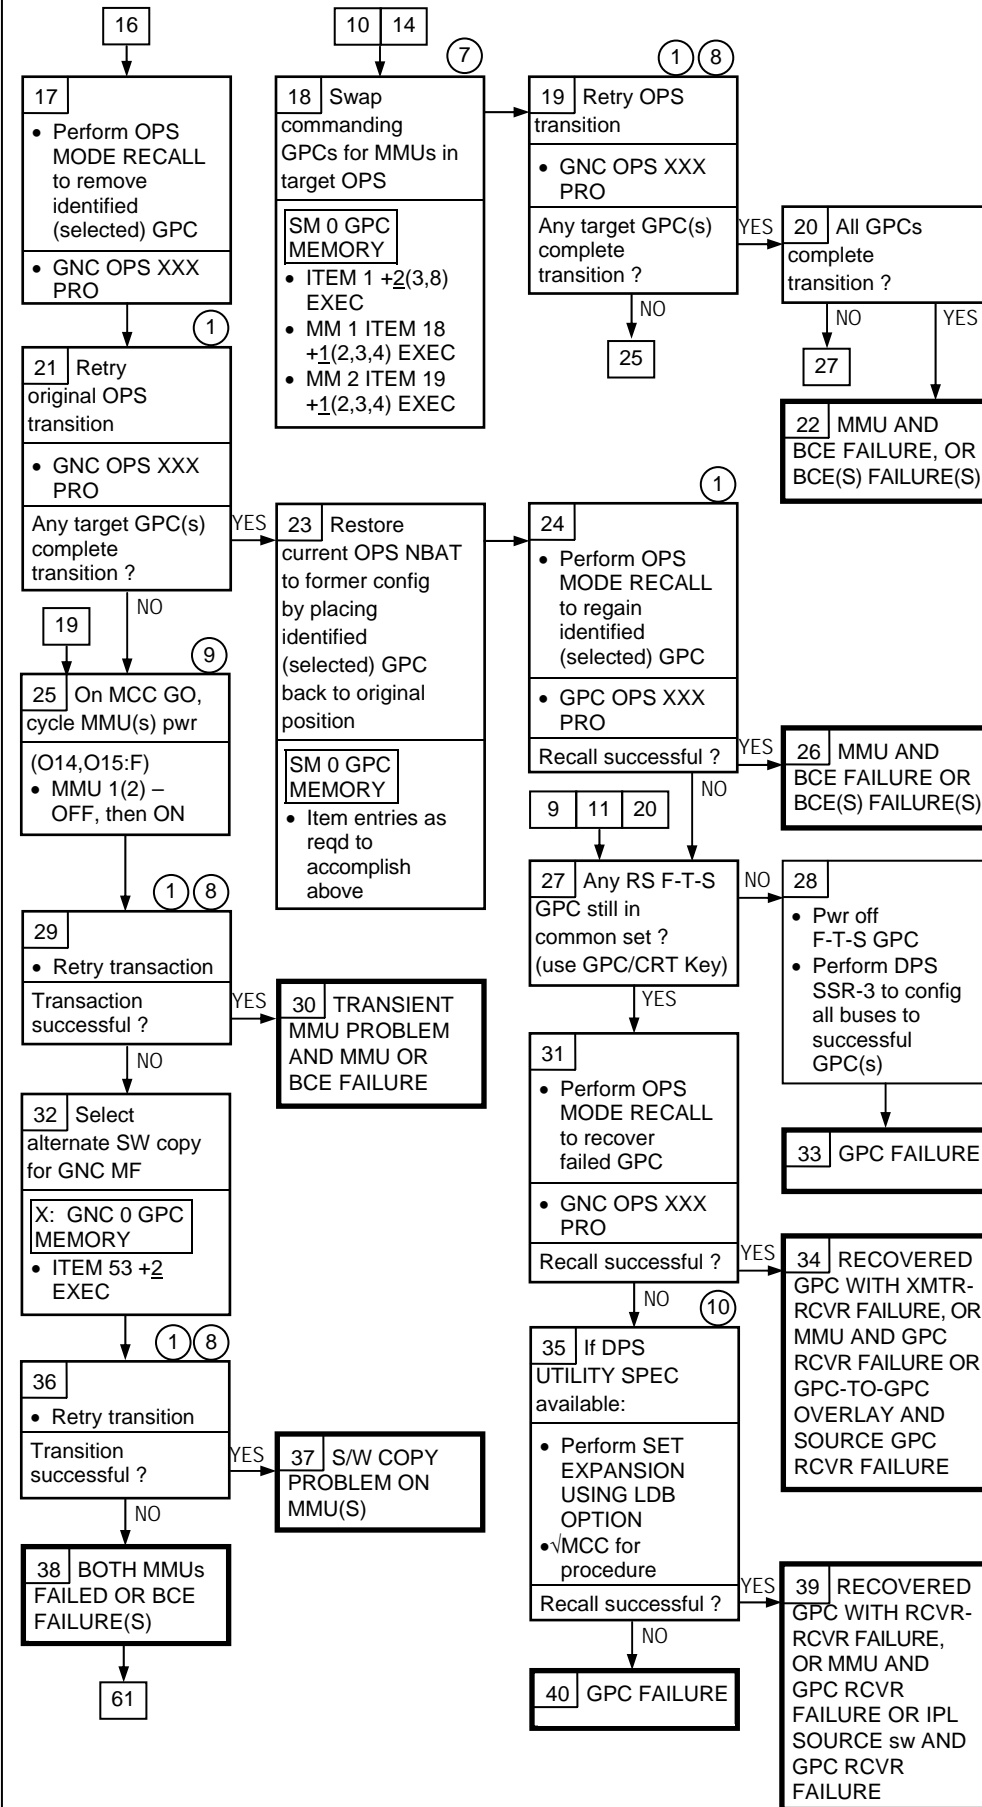 16
17
• Perform OPS
MODE RECALL
to remove
identified
(selected) GPC
• GNC OPS XXX
PRO
1
21 Retry
original OPS
transition
• GNC OPS XXX
PRO
Any target GPC(s)
complete
transition ?
YES
NO
19
9
25 On MCC GO,
cycle MMU(s) pwr
(O14,O15:F)
• MMU 1(2) –
OFF, then ON
1 8
29
• Retry transaction
Transaction
successful ?
YES
NO
32 Select
alternate SW copy
for GNC MF
X: GNC 0 GPC
MEMORY
• ITEM 53 +2
EXEC
1 8
36
• Retry transition
Transition
successful ?
YES
NO
38 BOTH MMUs
FAILED OR BCE
FAILURE(S)
61
10 14
7
18 Swap
commanding
GPCs for MMUs in
target OPS
SM 0 GPC
MEMORY
• ITEM 1 +2(3,8)
EXEC
• MM 1 ITEM 18
+1(2,3,4) EXEC
• MM 2 ITEM 19
+1(2,3,4) EXEC
23 Restore
current OPS NBAT
to former config
by placing
identified
(selected) GPC
back to original
position
SM 0 GPC
MEMORY
• Item entries as
reqd to
accomplish
above
30 TRANSIENT
MMU PROBLEM
AND MMU OR
BCE FAILURE
37 S/W COPY
PROBLEM ON
MMU(S)
1 8
19 Retry OPS
transition
• GNC OPS XXX
PRO
Any target GPC(s)
complete
transition ?
YES
NO
25
1
24
• Perform OPS
MODE RECALL
to regain
identified
(selected) GPC
• GPC OPS XXX
PRO
Recall successful ?
YES
NO
9 11 20
27 Any RS F-T-S
GPC still in
common set ?
(use GPC/CRT Key)
NO
YES
31
• Perform OPS
MODE RECALL
to recover
failed GPC
• GNC OPS XXX
PRO
Recall successful ?
YES
NO
10
35 If DPS
UTILITY SPEC
available:
• Perform SET
EXPANSION
USING LDB
OPTION
•√MCC for
procedure
Recall successful ?
YES
NO
40 GPC FAILURE
20 All GPCs
complete
transition ?
NO
YES
27
22 MMU AND
BCE FAILURE, OR
BCE(S) FAILURE(S)
26 MMU AND
BCE FAILURE OR
BCE(S) FAILURE(S)
28
• Pwr off
F-T-S GPC
• Perform DPS
SSR-3 to config
all buses to
successful
GPC(s)
33 GPC FAILURE
34 RECOVERED
GPC WITH XMTR-
RCVR FAILURE, OR
MMU AND GPC
RCVR FAILURE OR
GPC-TO-GPC
OVERLAY AND
SOURCE GPC
RCVR FAILURE
39 RECOVERED
GPC WITH RCVR-
RCVR FAILURE,
OR MMU AND
GPC RCVR
FAILURE OR IPL
SOURCE sw AND
GPC RCVR
FAILURE